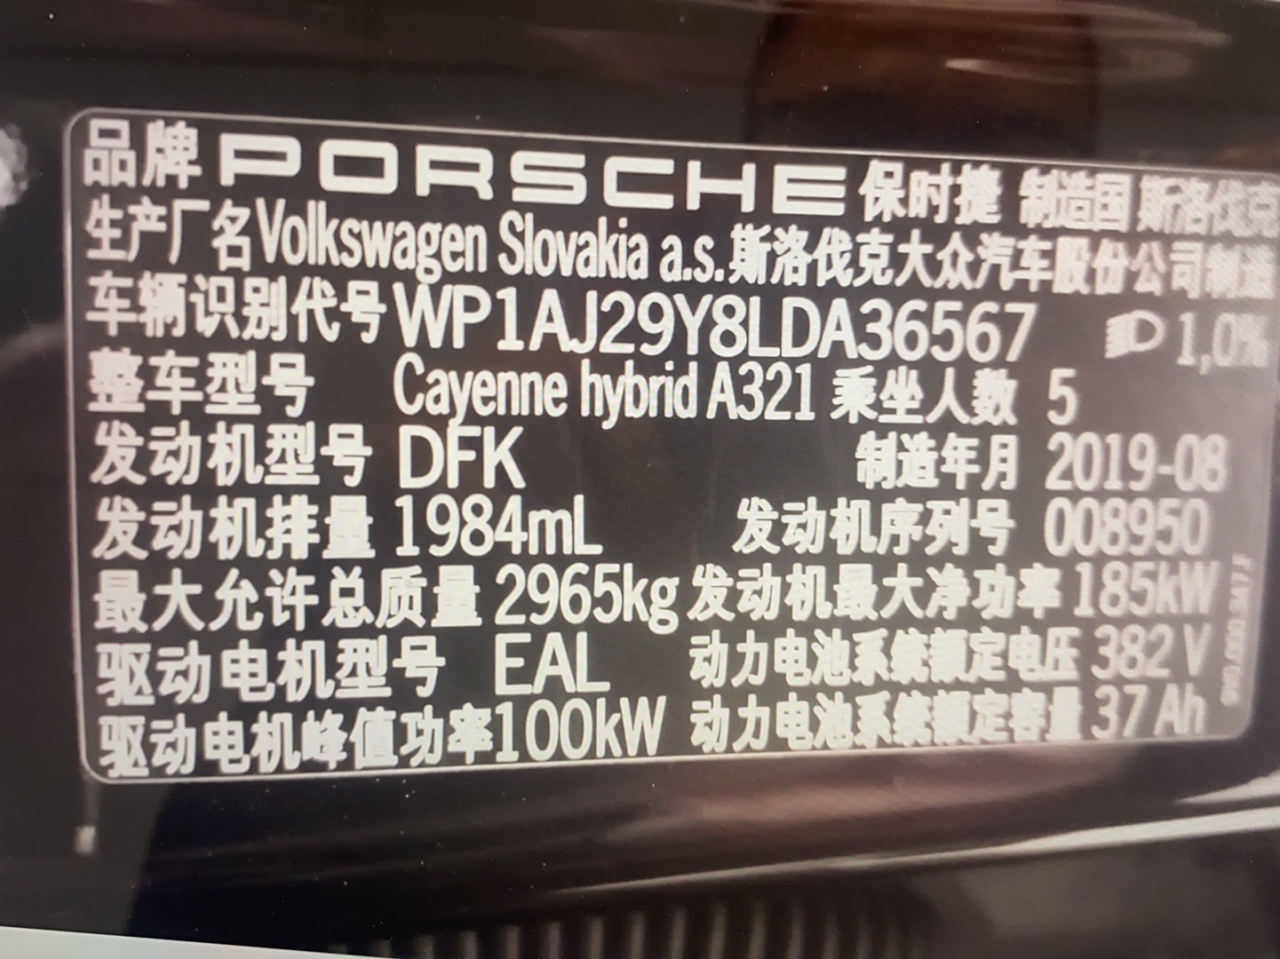 品牌 PORSCHE 保时捷 制造国 斯洛伐克
生产厂名 Volkswagen Slovakia a.s. 斯洛伐克大众汽车股份公司制造
车辆识别代号 WP1AJ29Y8LDA36567 1,0%
整车型号 Cayenne hybrid A321 乘坐人数 5
发动机型号 DFK 制造年月 2019-08
发动机排量 1984mL 发动机序列号 008950
最大允许总质量 2965kg 发动机最大净功率 185kW
驱动电机型号 EAL 动力电池系统额定电压 382 V
驱动电机峰值功率 100kW 动力电池系统额定容量 37 Ah